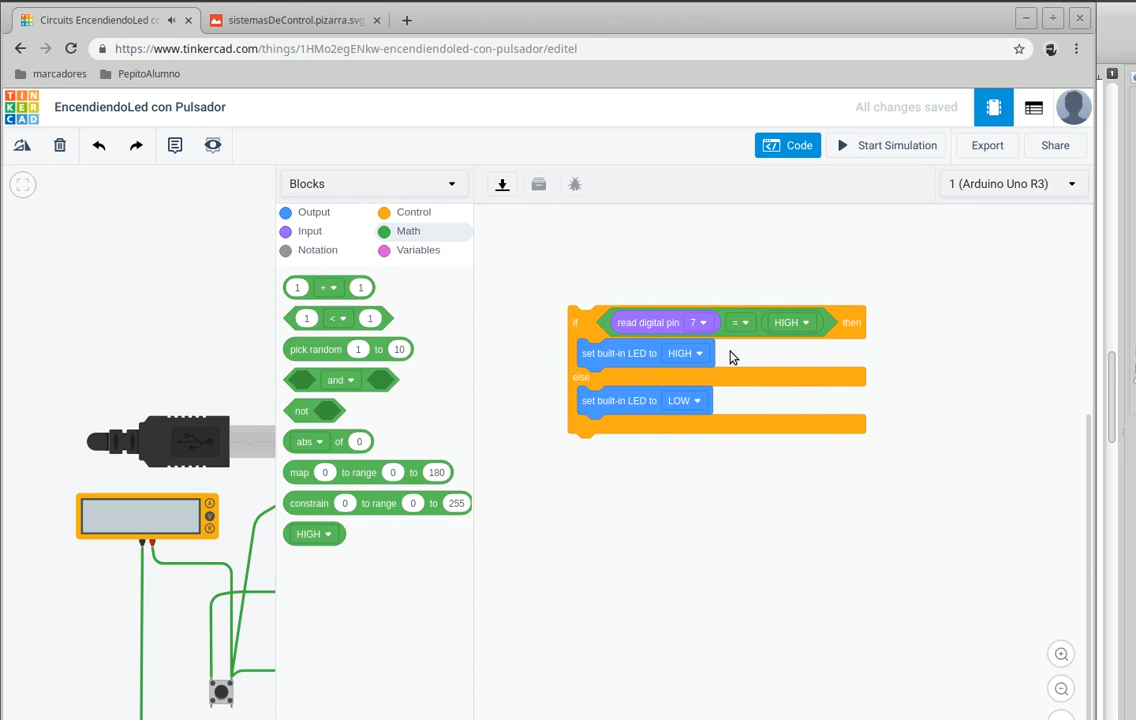 Circuits EncendiendoLed co
sistemasDeControl.pizarra.svg
https://www.tinkercad.com/things/1HMo2egENkw-encendiendoled-con-pulsador/editel
marcadores
PepitoAlumno
1
TIN
KER
CAD
EncendiendoLed con Pulsador
All changes saved
Code
Start Simulation
Export
Share
Blocks
1 (Arduino Uno R3)
Output
Control
Input
Math
Notation
Variables
1 + 1
1 < 1
pick random 1 to 10
and
not
abs of 0
map 0 to range 0 to 180
constrain 0 to range 0 to 255
HIGH
if read digital pin 7 = HIGH then
set built-in LED to HIGH
else
set built-in LED to LOW
A
V
R